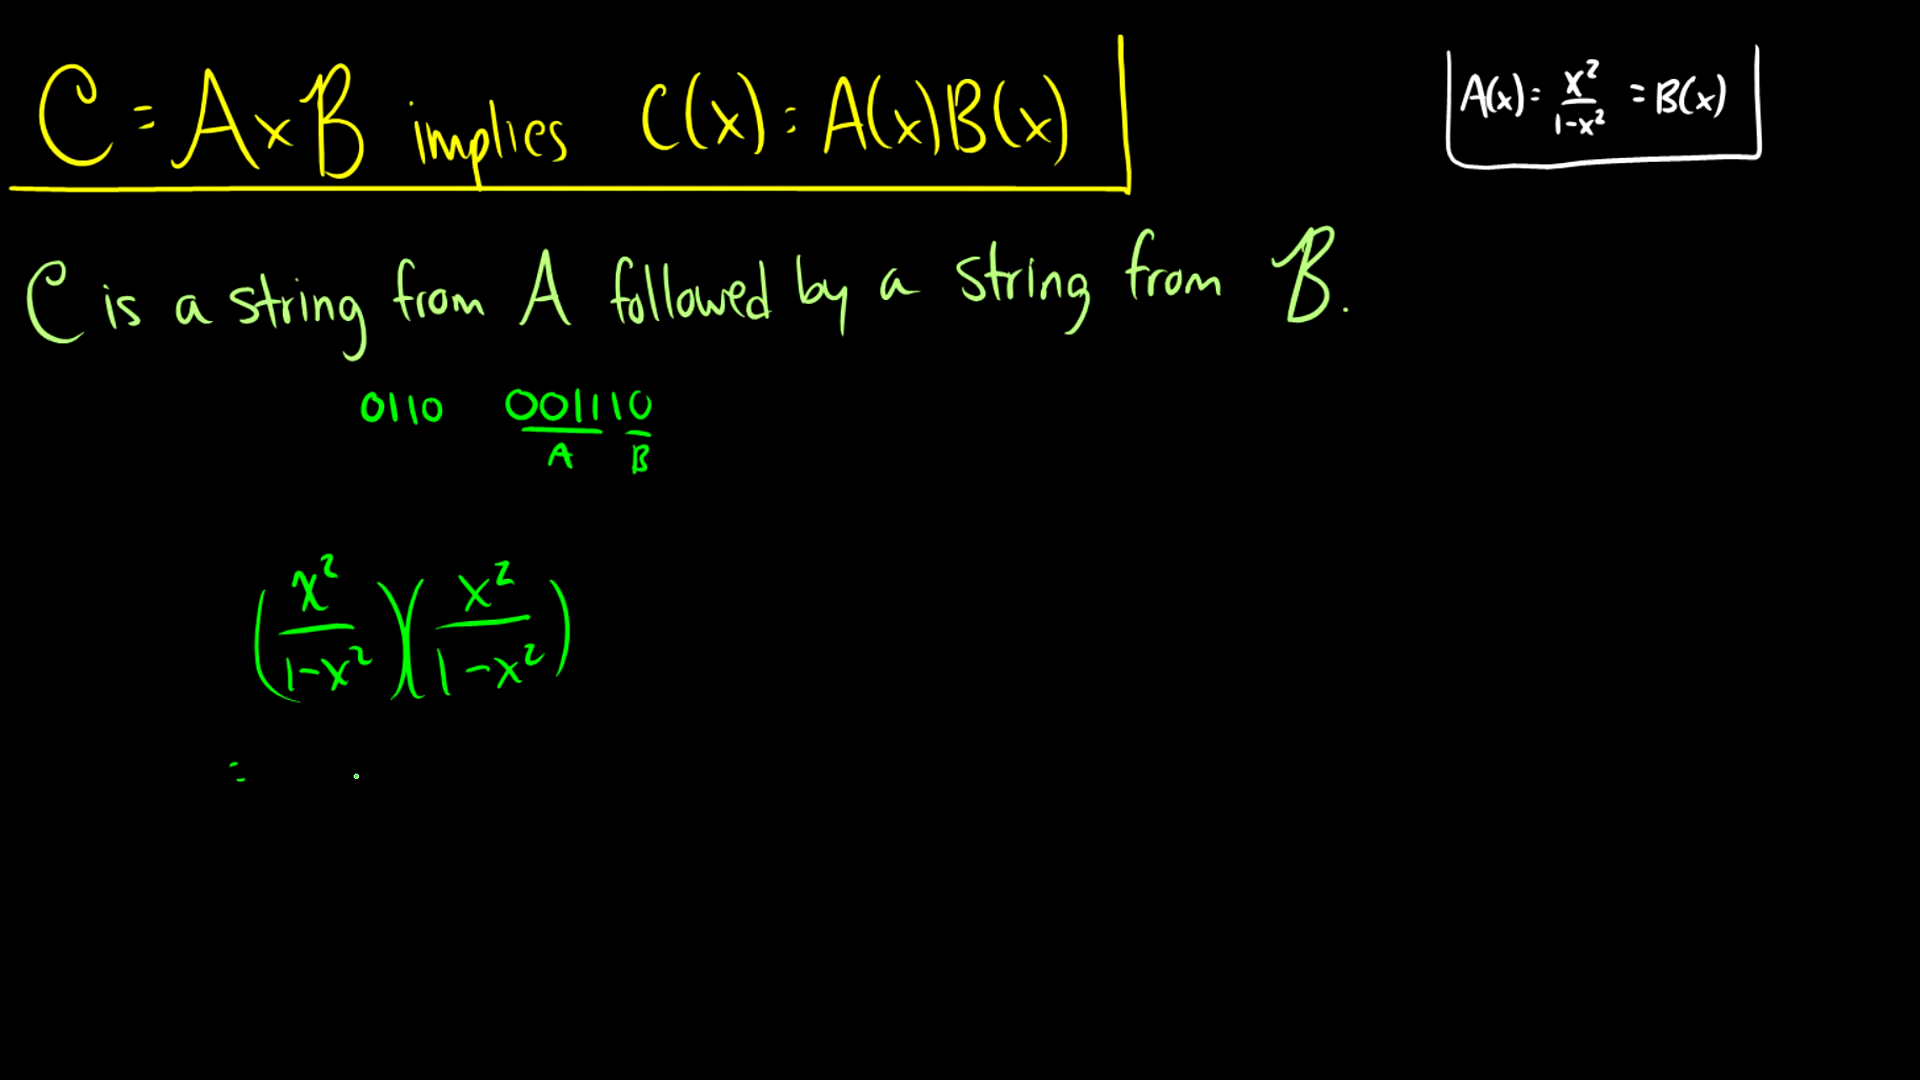 C = A x B implies C(x) = A(x)B(x)
A(x) = x²/1-x² = B(x)
C is a string from A followed by a string from B.
0110 001110
A B
(x²/1-x²)(x²/1-x²)
=